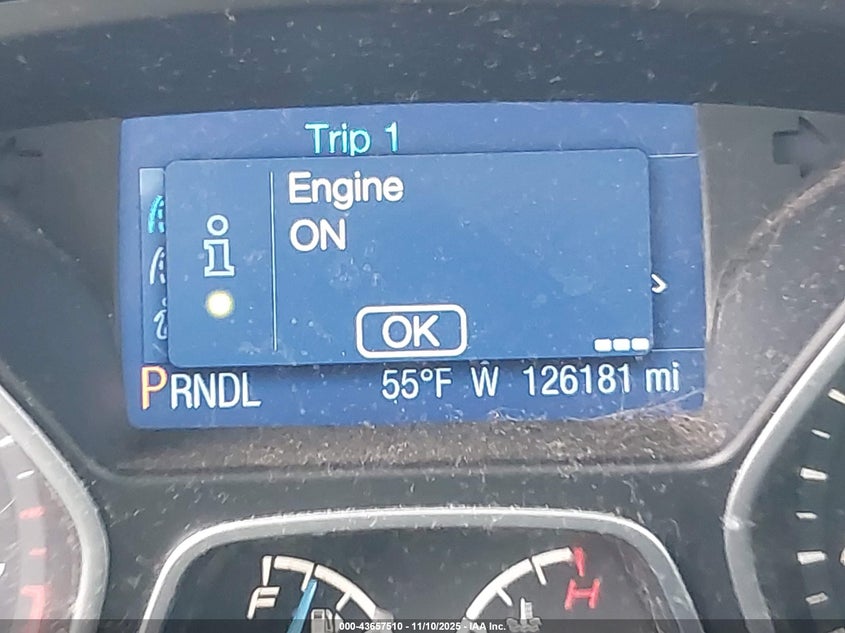 Trip 1
Engine
ON
OK
PRNDL 55°F W 126181 mi
F H
000-43657510 - 11/10/2025 - IAA Inc.